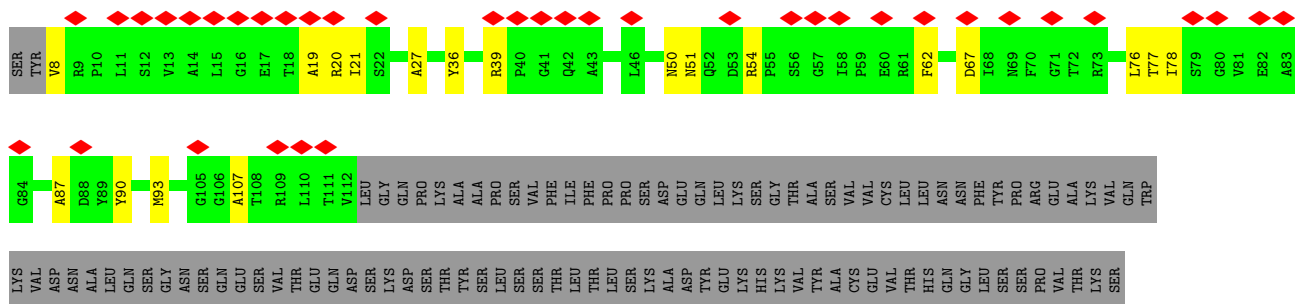 SER TYR V8 R9 P10 L11 S12 V13 A14 L15 G16 E17 T18 A19 R20 I21 S22 A27 Y36 R39 P40 G41 Q42 A43 L46 N50 N51 Q52 D53 R54 P55 S56 G57 I58 P59 E60 R61 F62 D67 I68 N69 F70 G71 T72 R73 L76 T77 I78 S79 G80 V81 E82 A83
G84 A87 D88 Y89 Y90 M93 G105 G106 A107 T108 R109 L110 T111 V112 LEU GLY GLN PRO LYS ALA ALA PRO SER VAL PHE ILE PHE PRO PRO SER ASP GLU GLN LEU LYS SER GLY THR ALA SER VAL VAL CYS LEU LEU ASN ASN PHE TYR PRO ARG GLU ALA LYS VAL GLN TRP
LYS VAL ASP ASN ALA LEU GLN SER GLY ASN SER GLN GLU SER VAL THR GLU GLN ASP SER LYS ASP SER THR TYR SER LEU SER SER THR LEU THR LEU SER LYS ALA ASP TYR GLU LYS HIS LYS VAL TYR ALA CYS GLU VAL THR HIS GLN GLY LEU SER SER PRO VAL THR LYS SER